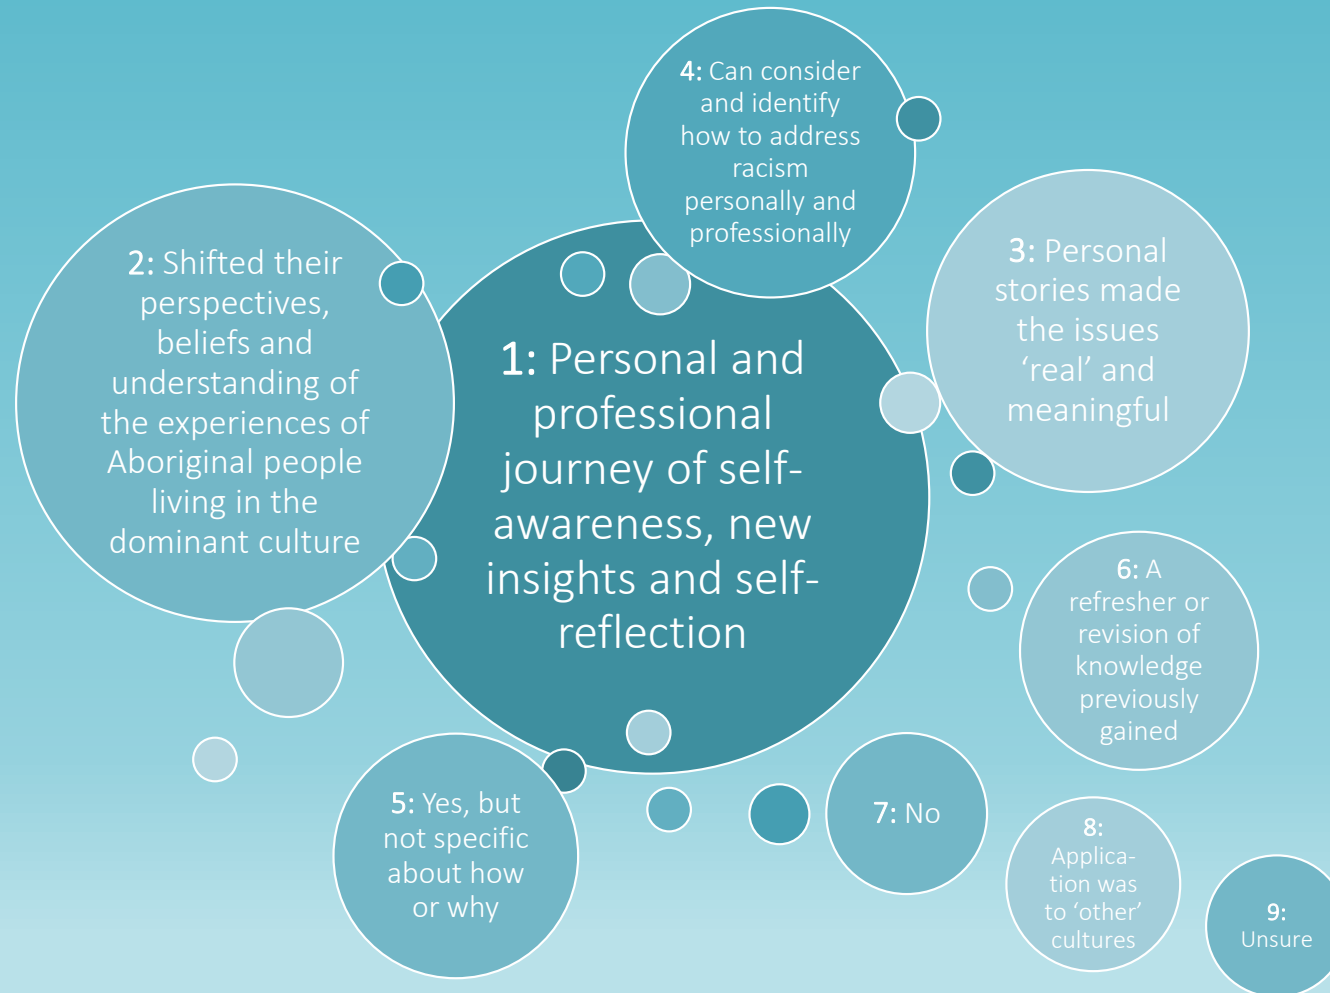 1: Personal and
professional
journey of self-
awareness, new
insights and self-
reflection
2: Shifted their
perspectives,
beliefs and
understanding of
the experiences of
Aboriginal people
living in the
dominant culture
3: Personal
stories made
the issues
‘real’ and
meaningful
4: Can consider
and identify
how to address
racism
personally and
professionally
5: Yes, but
not specific
about how
or why
6: A
refresher or
revision of
knowledge
previously
gained
7: No
8:
Applica-
tion was
to ‘other’
cultures
9:
Unsure